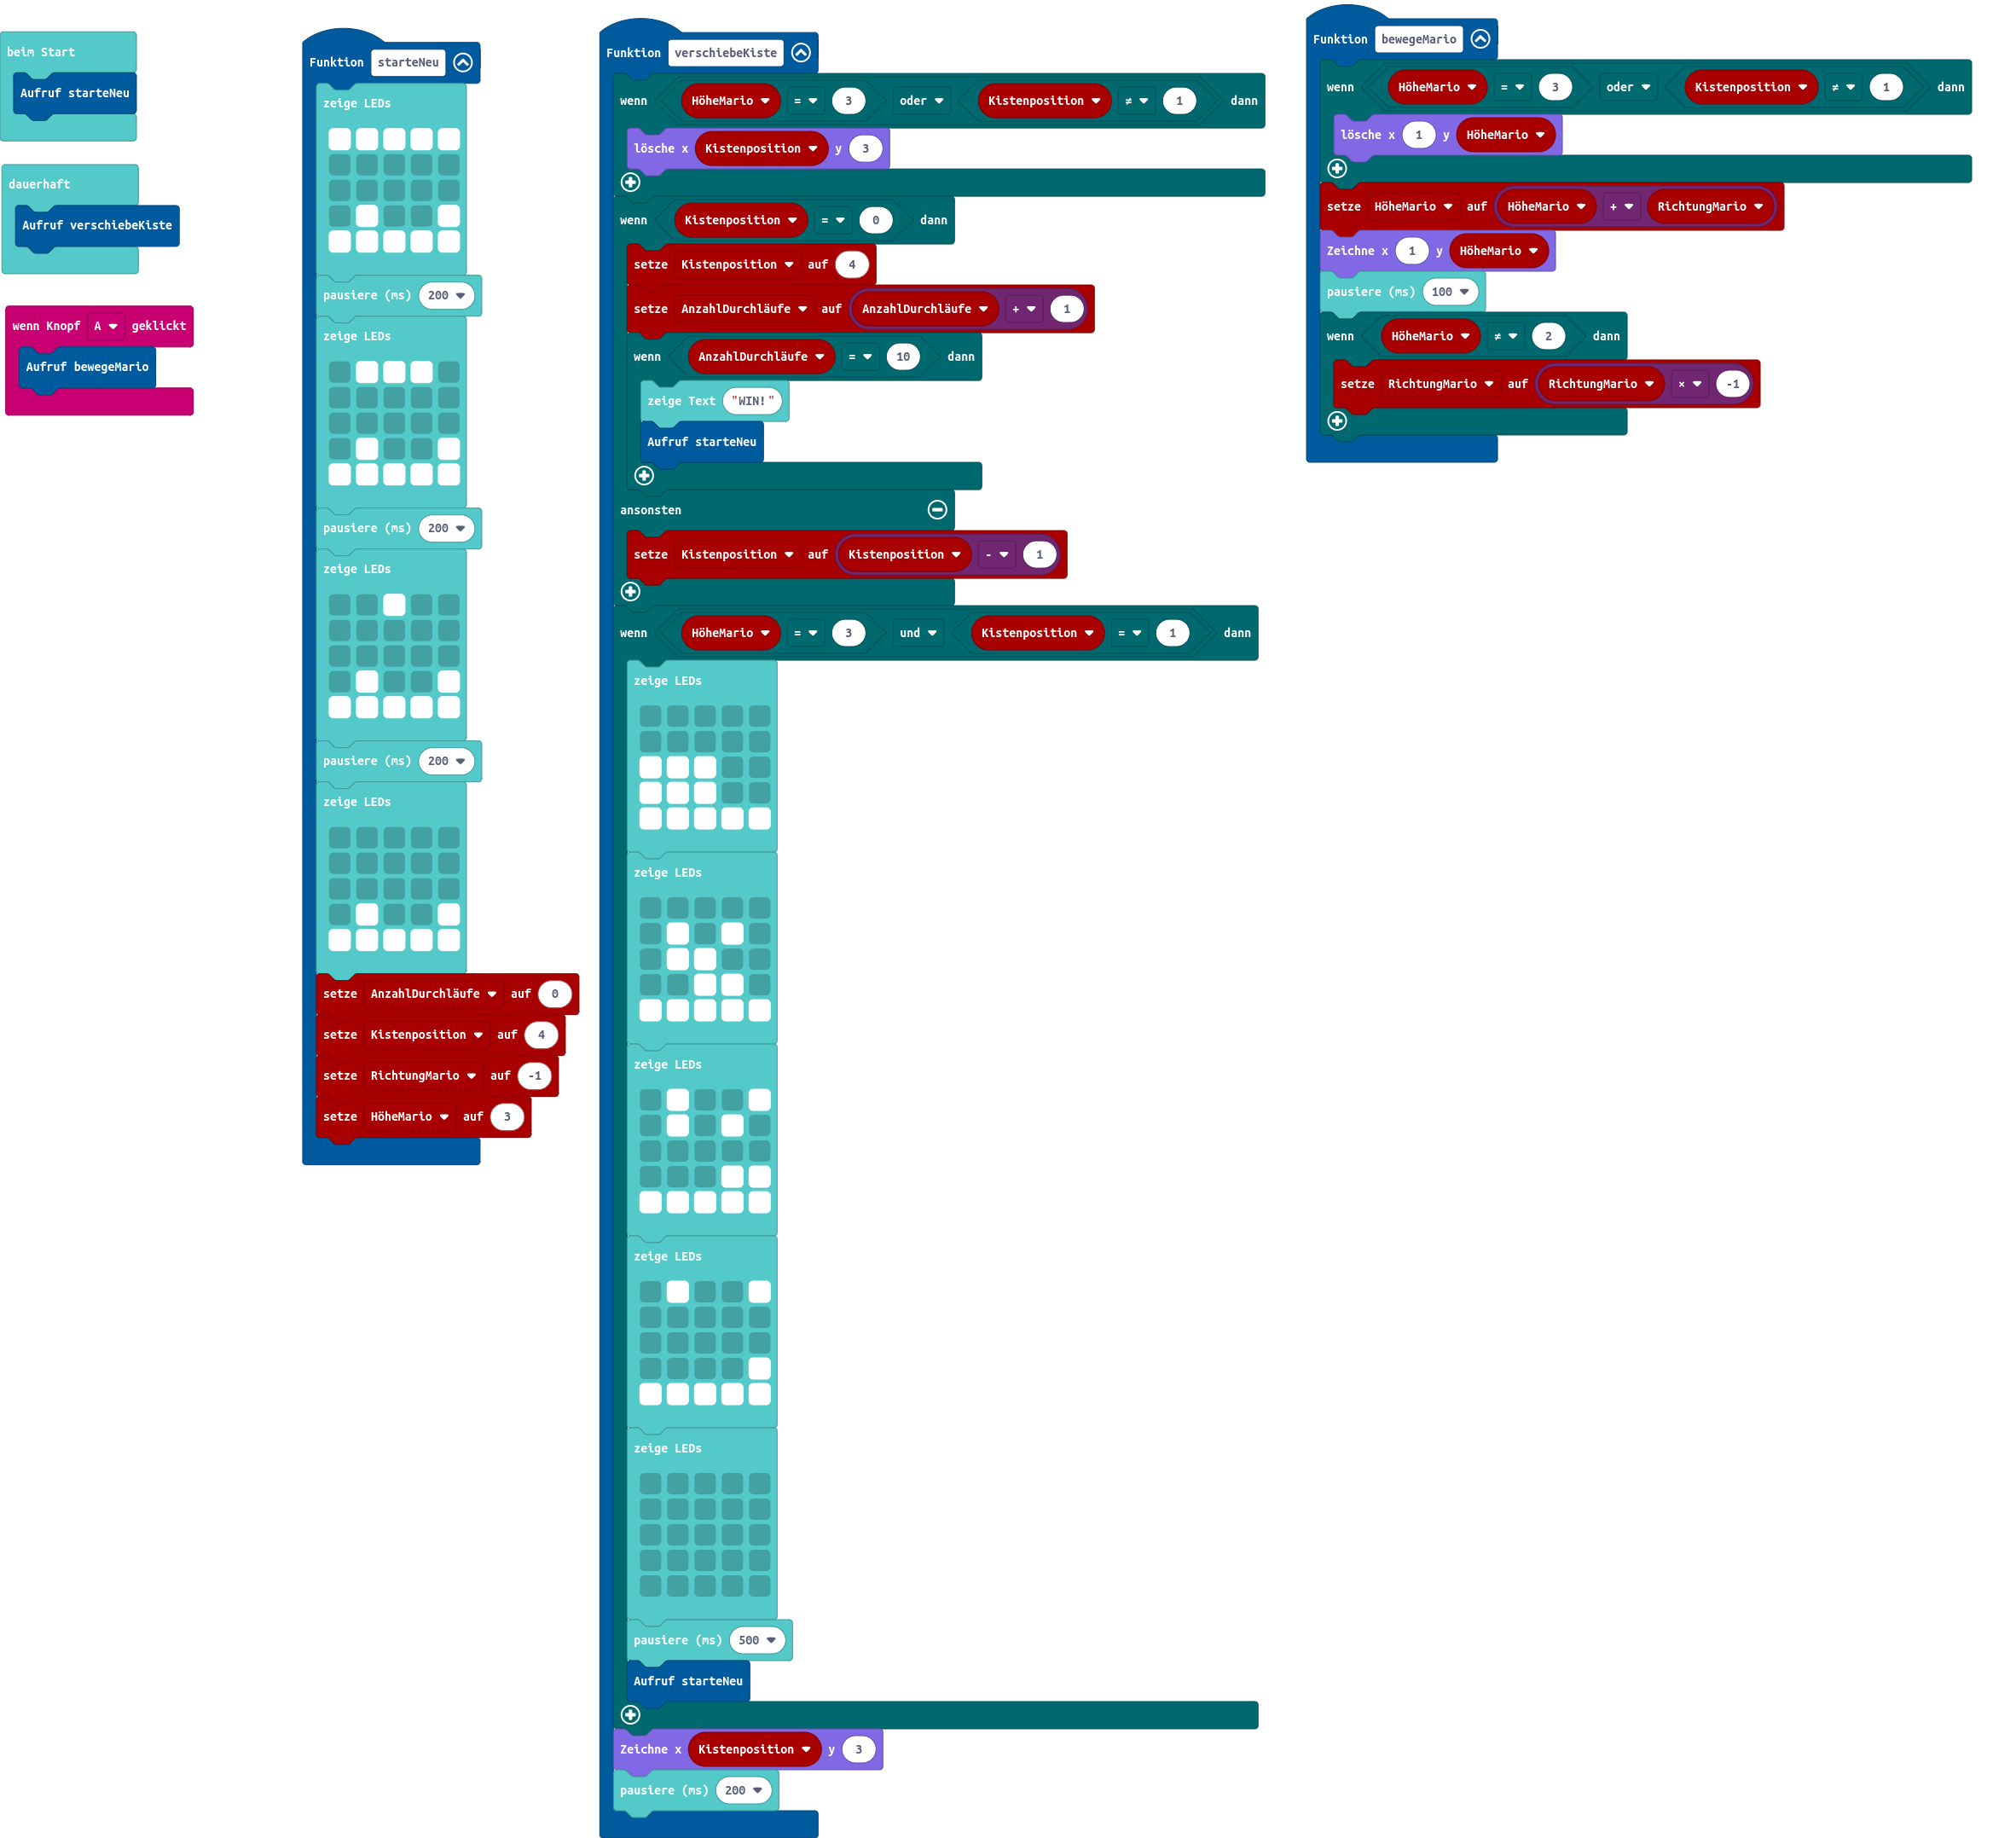 beim Start
Aufruf starteNeu
dauerhaft
Aufruf verschiebeKiste
wenn Knopf A geklickt
Aufruf bewegeMario
Funktion starteNeu
zeige LEDs
pausiere (ms) 200
zeige LEDs
pausiere (ms) 200
zeige LEDs
pausiere (ms) 200
zeige LEDs
setze AnzahlDurchläufe auf 0
setze Kistenposition auf 4
setze RichtungMario auf -1
setze HöheMario auf 3
Funktion verschiebeKiste
wenn HöheMario = 3 oder Kistenposition ≠ 1 dann
lösche x Kistenposition y 3
wenn Kistenposition = 0 dann
setze Kistenposition auf 4
setze AnzahlDurchläufe auf AnzahlDurchläufe + 1
wenn AnzahlDurchläufe = 10 dann
zeige Text "WIN!"
Aufruf starteNeu
ansonsten
setze Kistenposition auf Kistenposition - 1
wenn HöheMario = 3 und Kistenposition = 1 dann
zeige LEDs
zeige LEDs
zeige LEDs
zeige LEDs
zeige LEDs
pausiere (ms) 500
Aufruf starteNeu
Zeichne x Kistenposition y 3
pausiere (ms) 200
Funktion bewegeMario
wenn HöheMario = 3 oder Kistenposition ≠ 1 dann
lösche x 1 y HöheMario
setze HöheMario auf HöheMario + RichtungMario
Zeichne x 1 y HöheMario
pausiere (ms) 100
wenn HöheMario ≠ 2 dann
setze RichtungMario auf RichtungMario × -1